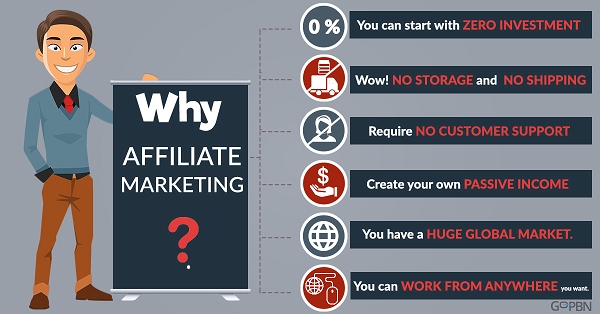 Why
AFFILIATE
MARKETING
?
0 %
You can start with ZERO INVESTMENT
Wow! NO STORAGE and NO SHIPPING
Require NO CUSTOMER SUPPORT
$
Create your own PASSIVE INCOME
You have a HUGE GLOBAL MARKET.
You can WORK FROM ANYWHERE you want.
GOPBN